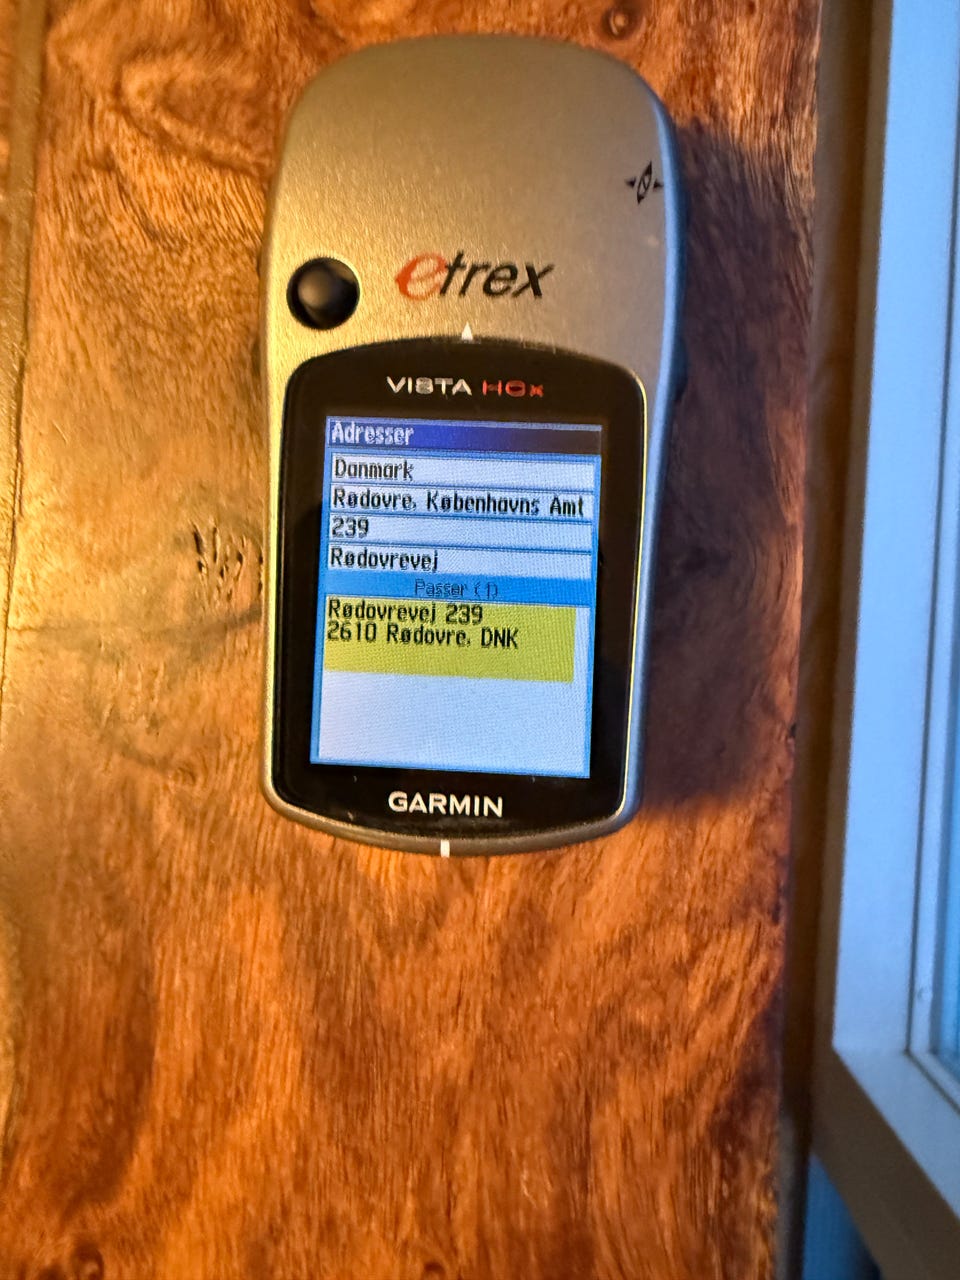 etrex
VISTA HCx
Adresser
Danmark
Rødovre, Københavns Amt
239
Rødovrevej
Passer (1)
Rødovrevej 239
2610 Rødovre, DNK
GARMIN